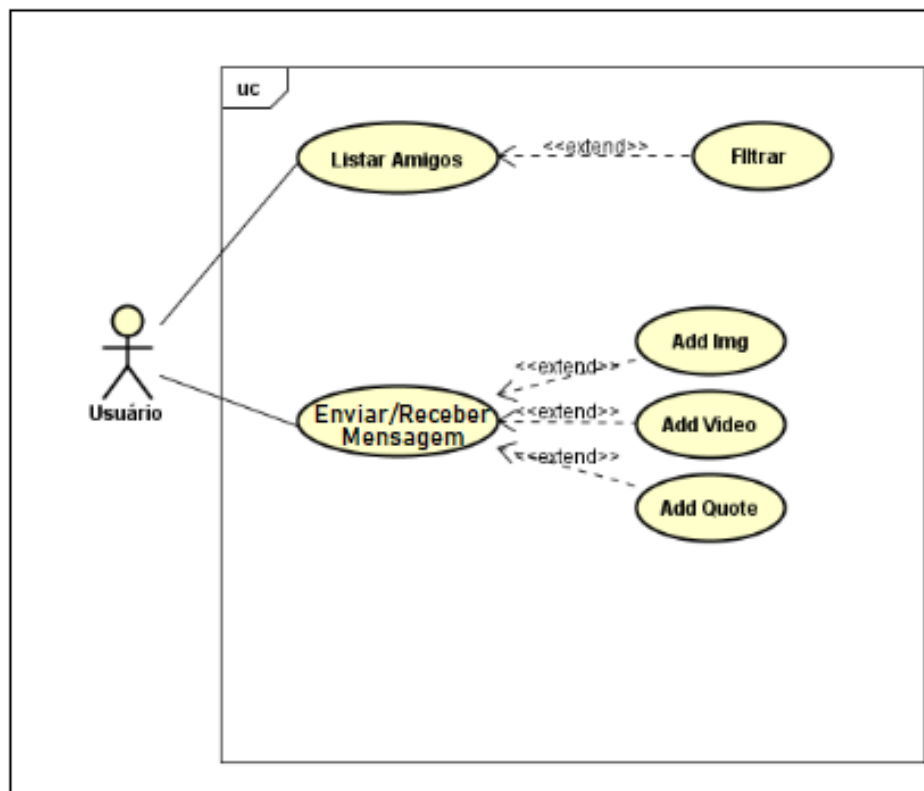 uc
Listar Amigos
<<extend>>
FIltrar
Usuário
Enviar/Receber
Mensagem
<<extend>>
Add Img
<<extend>>
Add Video
<<extend>>
Add Quote